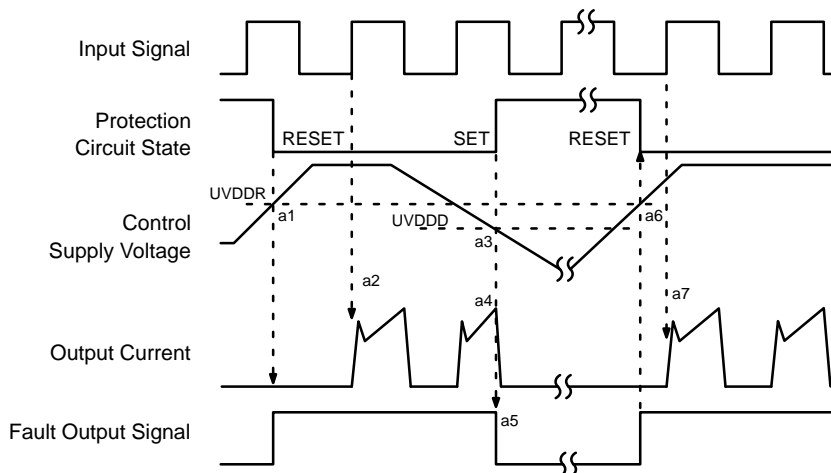 Input Signal
Protection
Circuit State
RESET
SET
RESET
UVDDR
a1
a6
Control
Supply Voltage
UVDDD
a3
a2
a4
a7
Output Current
Fault Output Signal
a5